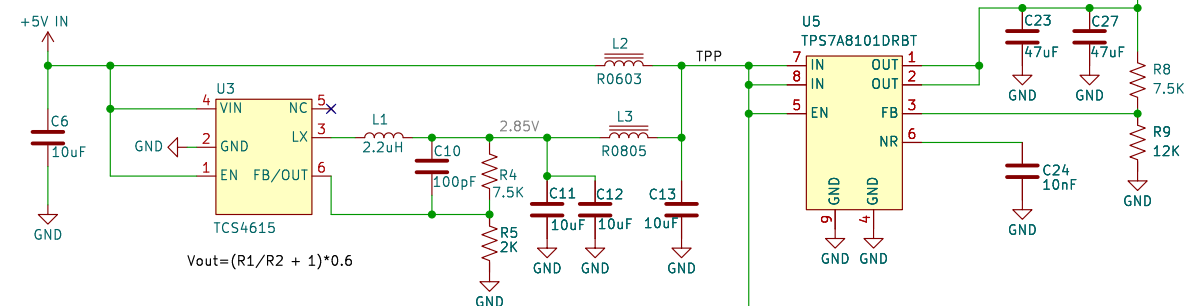 +5V IN
C6
10uF
GND
U3
4 VIN
NC 5
GND 2 GND
LX 3
1 EN
FB/OUT 6
TCS4615
Vout=(R1/R2 + 1)*0.6
L1
2.2uH
C10
100pF
R4
7.5K
R5
2K
GND
2.85V
C11
10uF
GND
C12
10uF
GND
L2
R0603
L3
R0805
C13
10uF
GND
TPP
U5
TPS7A8101DRBT
7 IN
8 IN
5 EN
OUT 1
OUT 2
FB 3
NR 6
GND
GND
9
4
GND
GND
C23
47uF
GND
C27
47uF
GND
R8
7.5K
R9
12K
GND
C24
10nF
GND